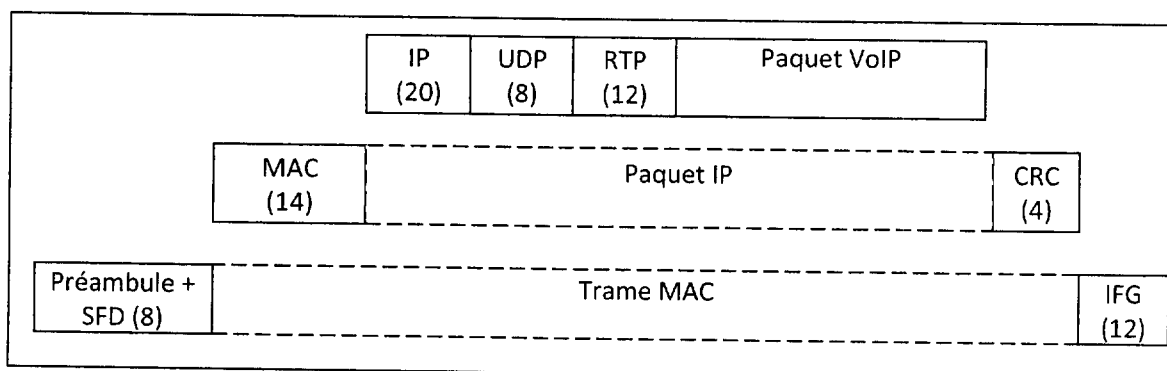 IP UDP RTP Paquet VoIP
(20) (8) (12)
MAC Paquet IP CRC
(14) (4)
Préambule + Trame MAC IFG
SFD (8) (12)